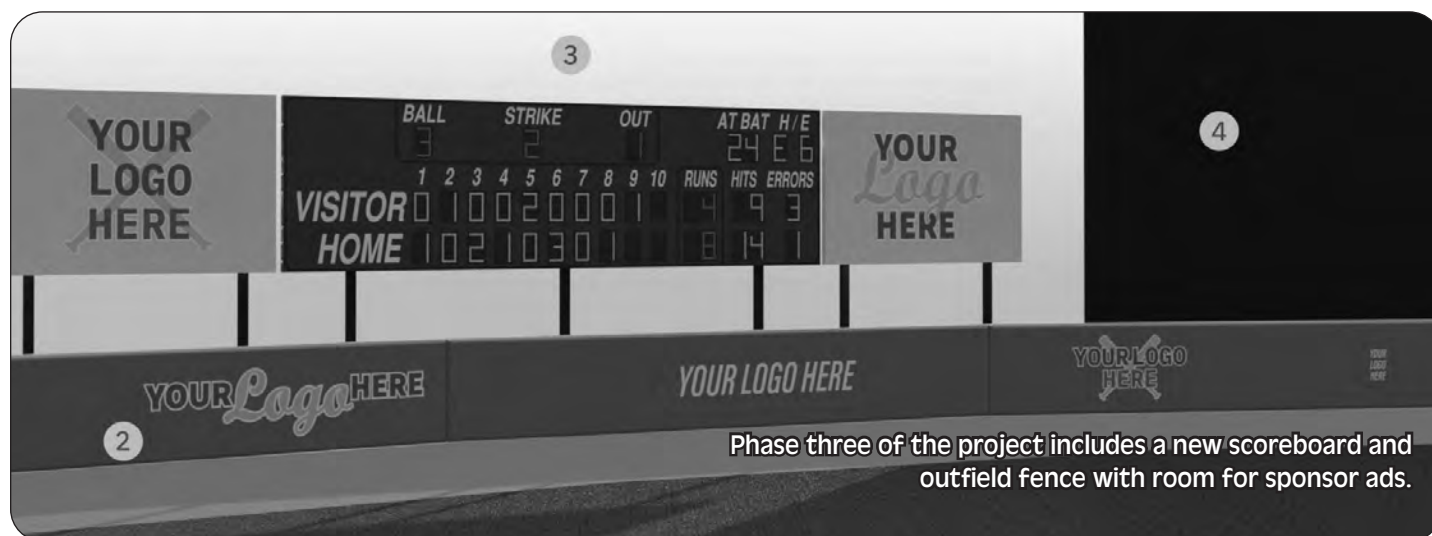 3
4
YOUR
LOGO
HERE
BALL STRIKE OUT AT BAT H / E
3 2 1 24 E 6
1 2 3 4 5 6 7 8 9 10 RUNS HITS ERRORS
VISITOR 0 1 0 0 2 0 0 0 1 4 9 3
HOME 1 0 2 1 0 3 0 1 8 14 1
YOUR
Logo
HERE
YOUR Logo HERE
YOUR LOGO HERE
YOUR LOGO
HERE
YOUR
LOGO
HERE
2
Phase three of the project includes a new scoreboard and
outfield fence with room for sponsor ads.